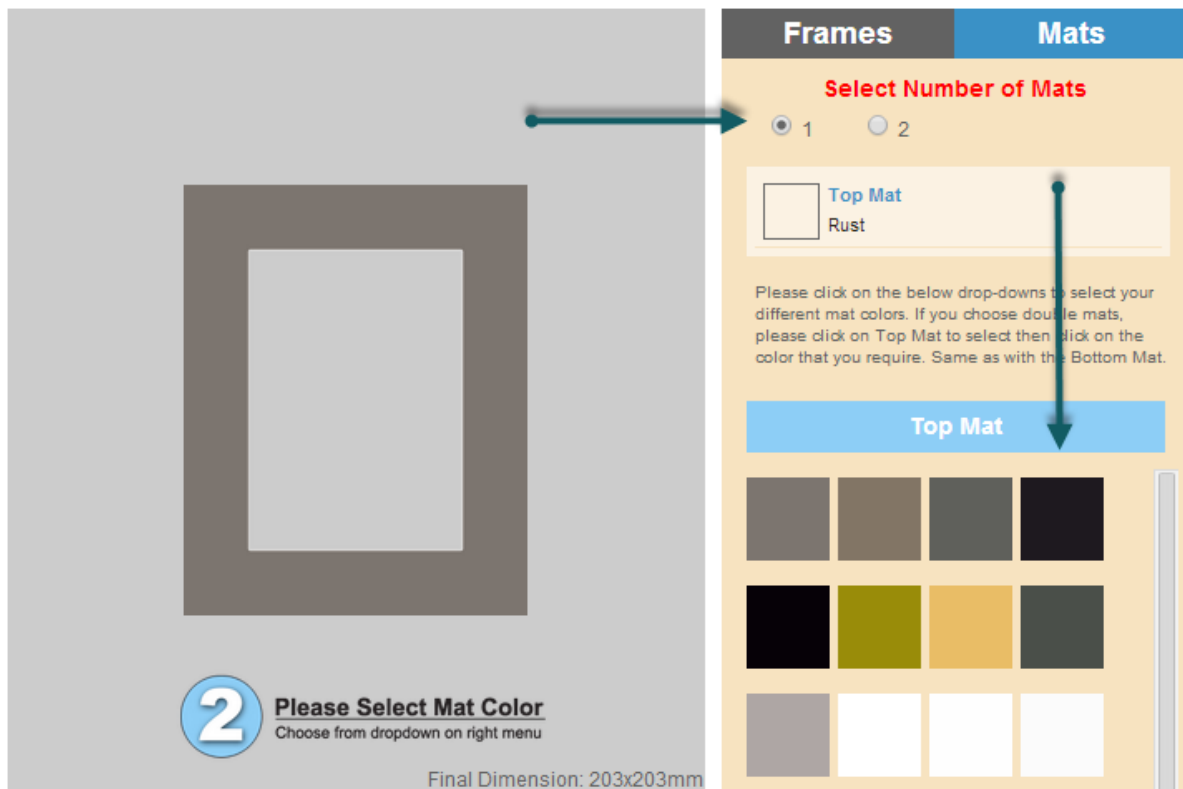 Frames
Mats
Select Number of Mats
1
2
Top Mat
Rust
Please click on the below drop-downs to select your
different mat colors. If you choose double mats,
please click on Top Mat to select then click on the
color that you require. Same as with the Bottom Mat.
Top Mat
2
Please Select Mat Color
Choose from dropdown on right menu
Final Dimension: 203x203mm